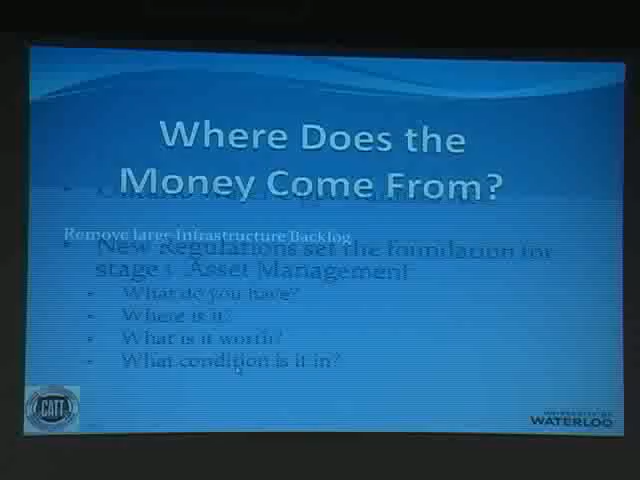 Where Does the
Money Come From?
Remove Large Infrastructure Backlog
New Regulations set the foundation for
stage 1 Asset Management
- What do you have?
- Where is it?
- What is it worth?
- What condition is it in?
CATT
UNIVERSITY OF
WATERLOO